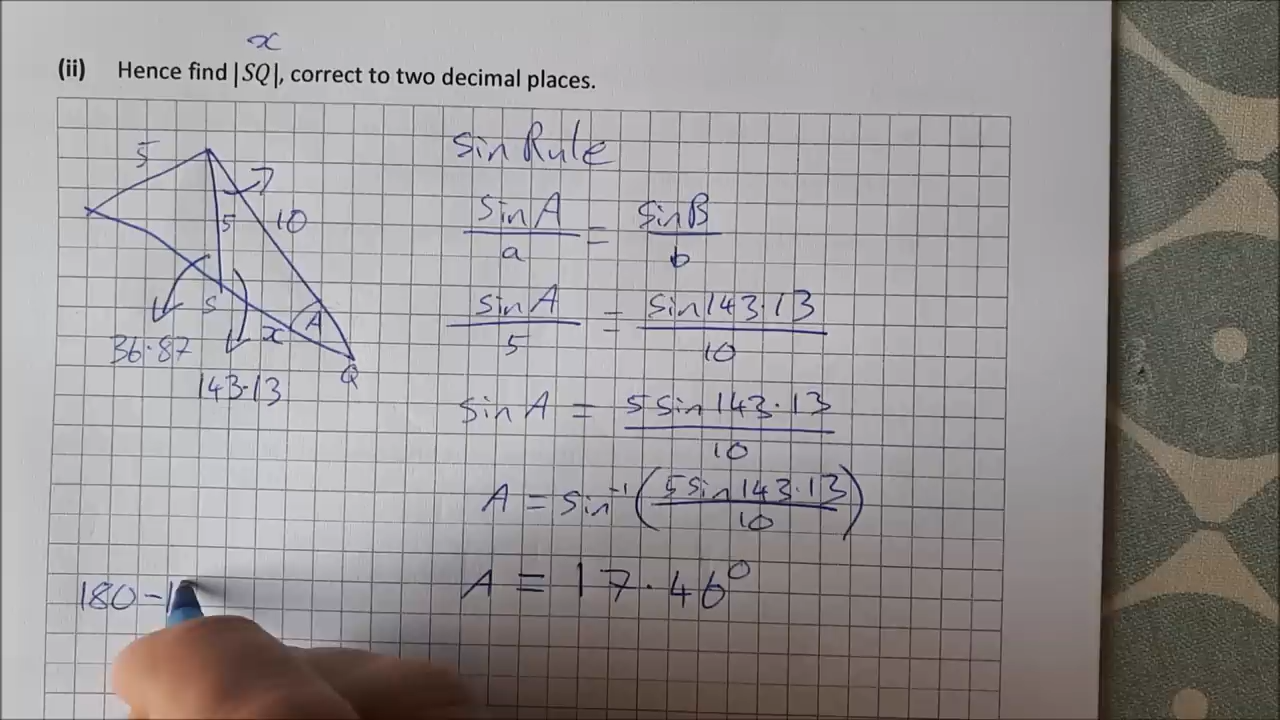 x
(ii) Hence find |SQ|, correct to two decimal places.
Sin Rule
5
5
10
S
x
A
Q
36.87
143.13
Sin A / a = Sin B / b
Sin A / 5 = Sin 143.13 / 10
Sin A = 5 Sin 143.13 / 10
A = Sin⁻¹ (5 Sin 143.13 / 10)
A = 17.46°
180 - 1